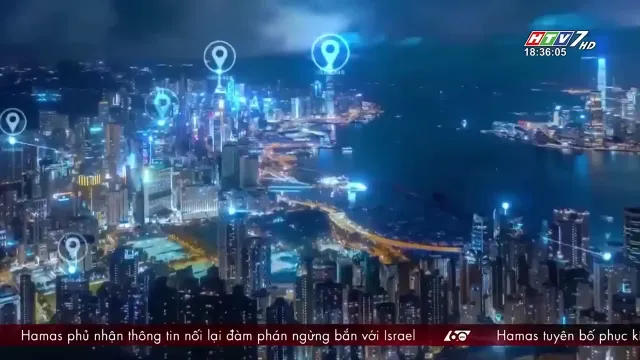 HTV7 HD
18:36:05
Hamas phủ nhận thông tin nối lại đàm phán ngừng bắn với Israel 60 Hamas tuyên bố phục k